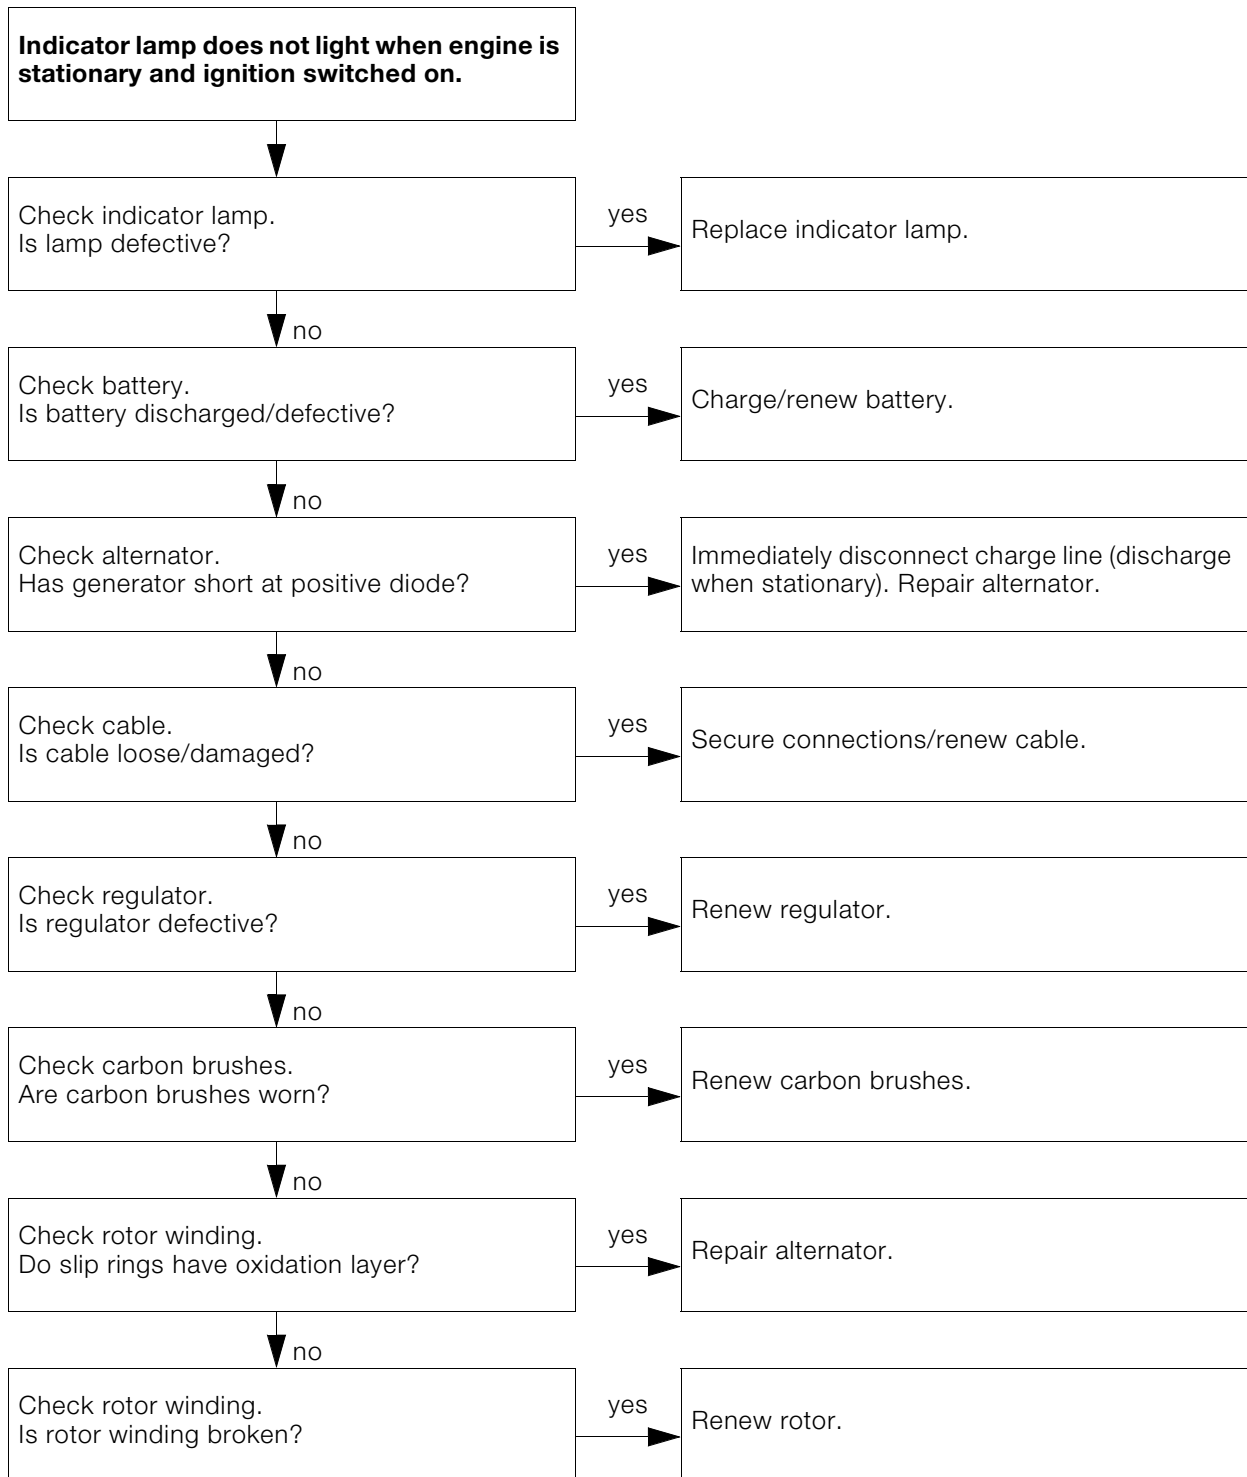 Indicator lamp does not light when engine is
stationary and ignition switched on.
Check indicator lamp.
Is lamp defective?
yes
Replace indicator lamp.
no
Check battery.
Is battery discharged/defective?
yes
Charge/renew battery.
no
Check alternator.
Has generator short at positive diode?
yes
Immediately disconnect charge line (discharge
when stationary). Repair alternator.
no
Check cable.
Is cable loose/damaged?
yes
Secure connections/renew cable.
no
Check regulator.
Is regulator defective?
yes
Renew regulator.
no
Check carbon brushes.
Are carbon brushes worn?
yes
Renew carbon brushes.
no
Check rotor winding.
Do slip rings have oxidation layer?
yes
Repair alternator.
no
Check rotor winding.
Is rotor winding broken?
yes
Renew rotor.